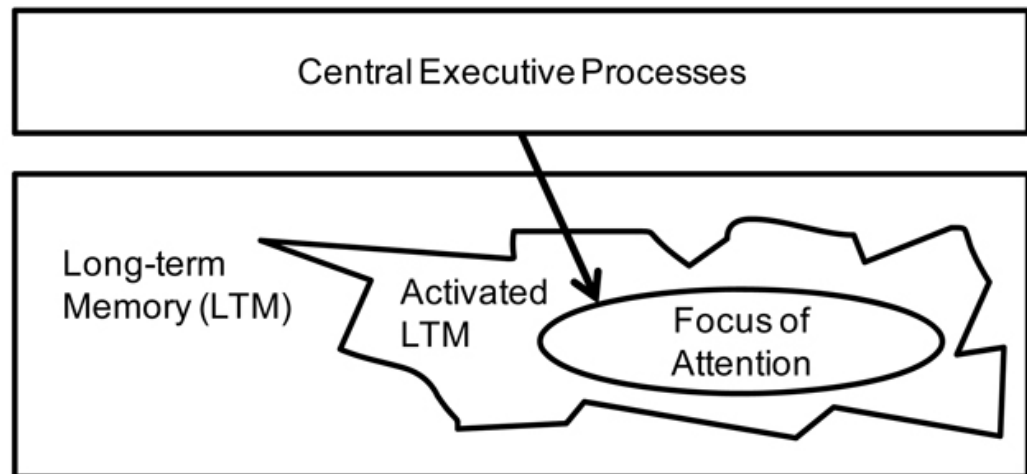 Central Executive Processes
Long-term
Memory (LTM)
Activated
LTM
Focus of
Attention